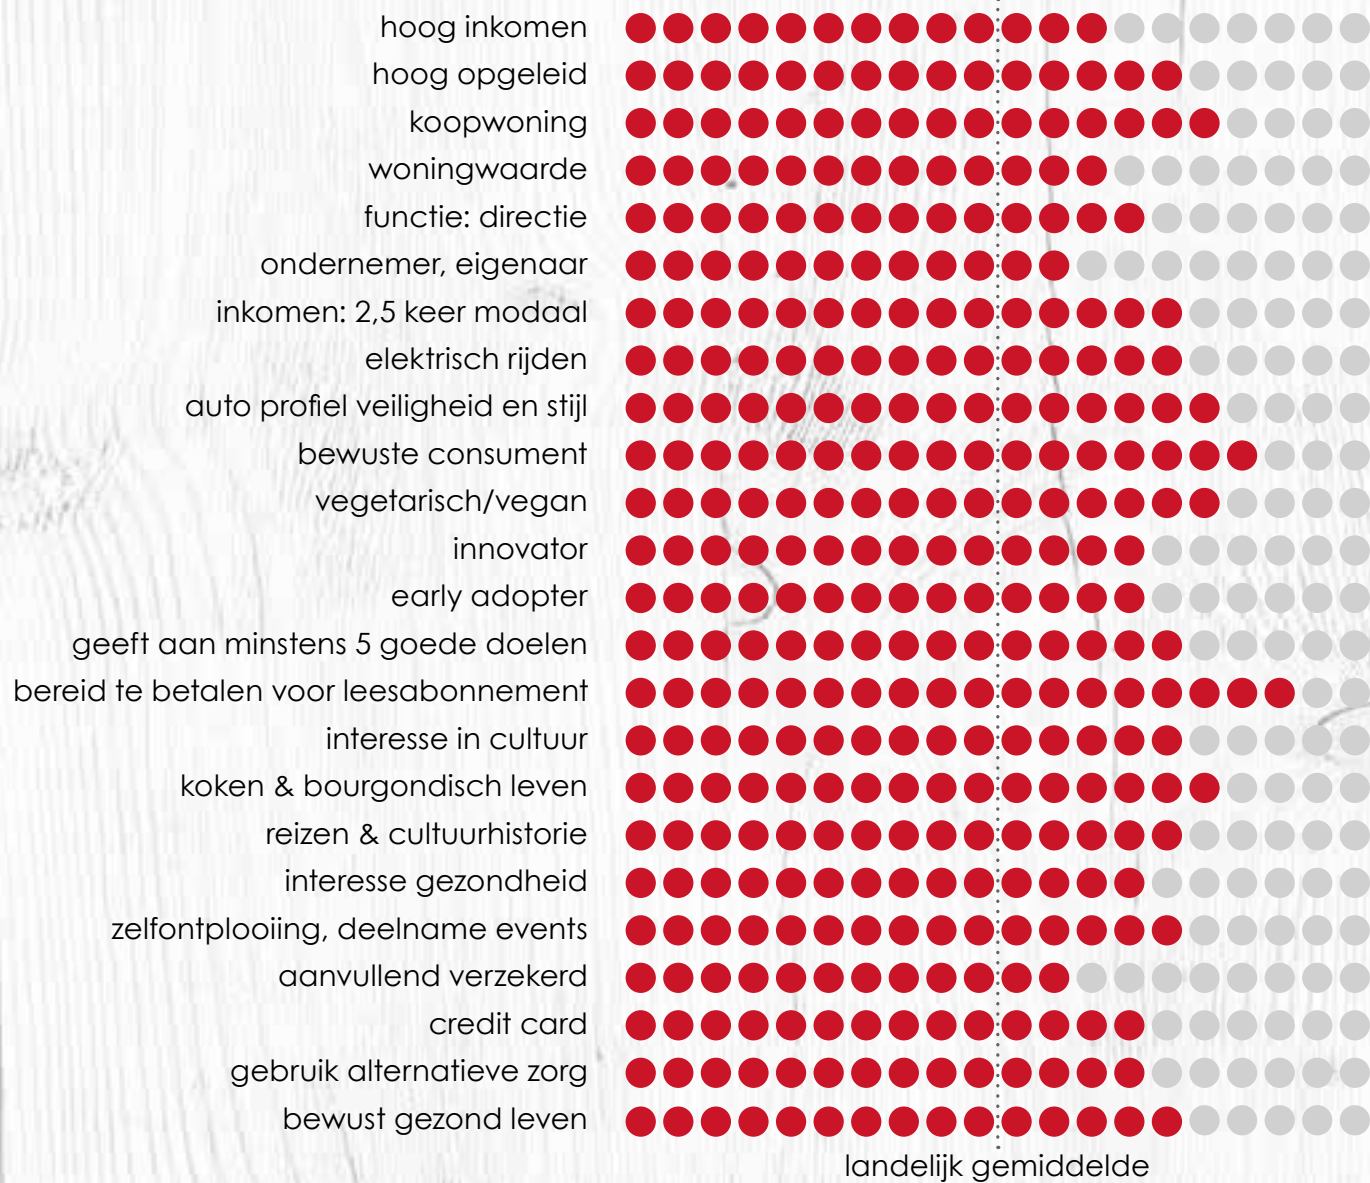 hoog inkomen
hoog opgeleid
koopwoning
woningwaarde
functie: directie
ondernemer, eigenaar
inkomen: 2,5 keer modaal
elektrisch rijden
auto profiel veiligheid en stijl
bewuste consument
vegetarisch/vegan
innovator
early adopter
geeft aan minstens 5 goede doelen
bereid te betalen voor leesabonnement
interesse in cultuur
koken & bourgondisch leven
reizen & cultuurhistorie
interesse gezondheid
zelfontplooiing, deelname events
aanvullend verzekerd
credit card
gebruik alternatieve zorg
bewust gezond leven
landelijk gemiddelde